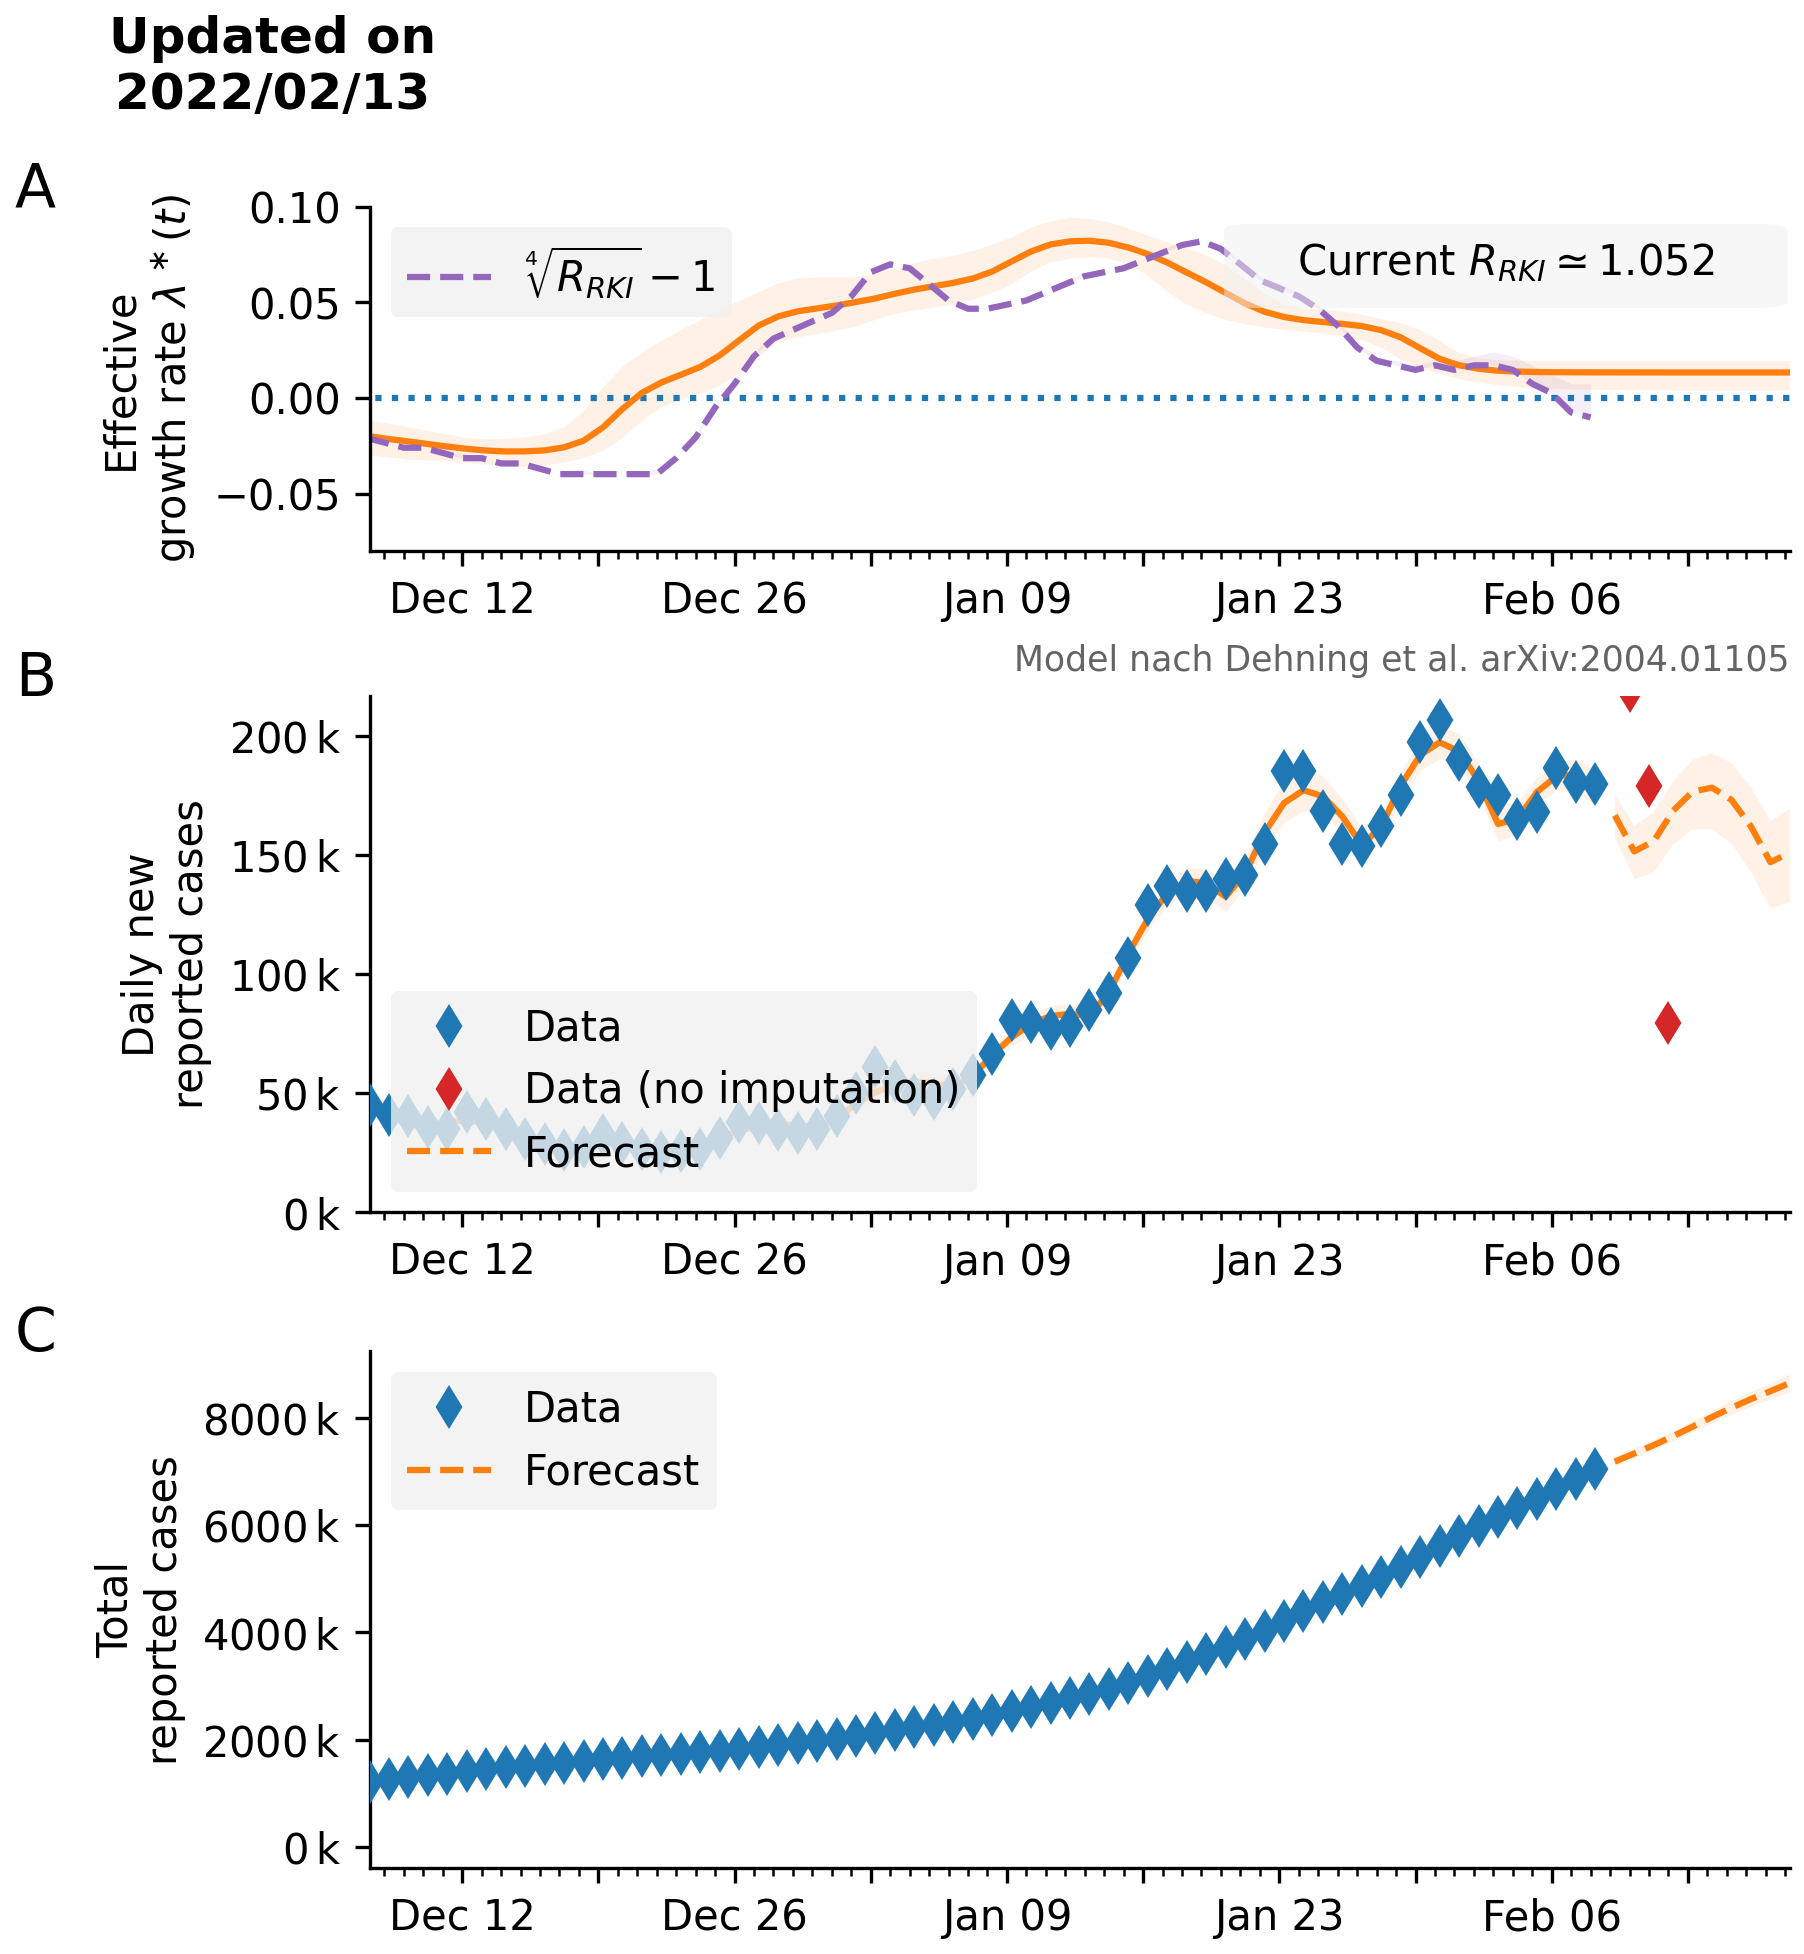 Updated on
2022/02/13
A
Effective
growth rate λ*(t)
0.10
0.05
0.00
−0.05
∜R_RKI − 1
Current R_RKI ≃ 1.052
Dec 12 Dec 26 Jan 09 Jan 23 Feb 06
Model nach Dehning et al. arXiv:2004.01105
B
Daily new
reported cases
200 k
150 k
100 k
50 k
0 k
Data
Data (no imputation)
Forecast
Dec 12 Dec 26 Jan 09 Jan 23 Feb 06
C
Total
reported cases
8000 k
6000 k
4000 k
2000 k
0 k
Data
Forecast
Dec 12 Dec 26 Jan 09 Jan 23 Feb 06